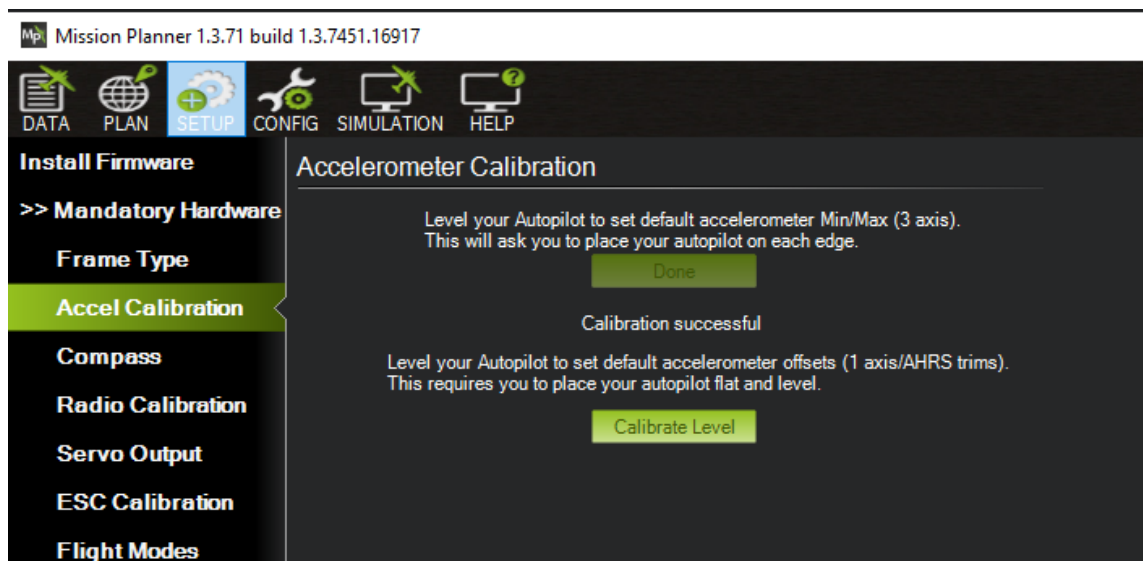 Mission Planner 1.3.71 build 1.3.7451.16917
DATA PLAN SETUP CONFIG SIMULATION HELP
Install Firmware
>> Mandatory Hardware
Frame Type
Accel Calibration
Compass
Radio Calibration
Servo Output
ESC Calibration
Flight Modes
Accelerometer Calibration
Level your Autopilot to set default accelerometer Min/Max (3 axis).
This will ask you to place your autopilot on each edge.
Done
Calibration successful
Level your Autopilot to set default accelerometer offsets (1 axis/AHRS trims).
This requires you to place your autopilot flat and level.
Calibrate Level